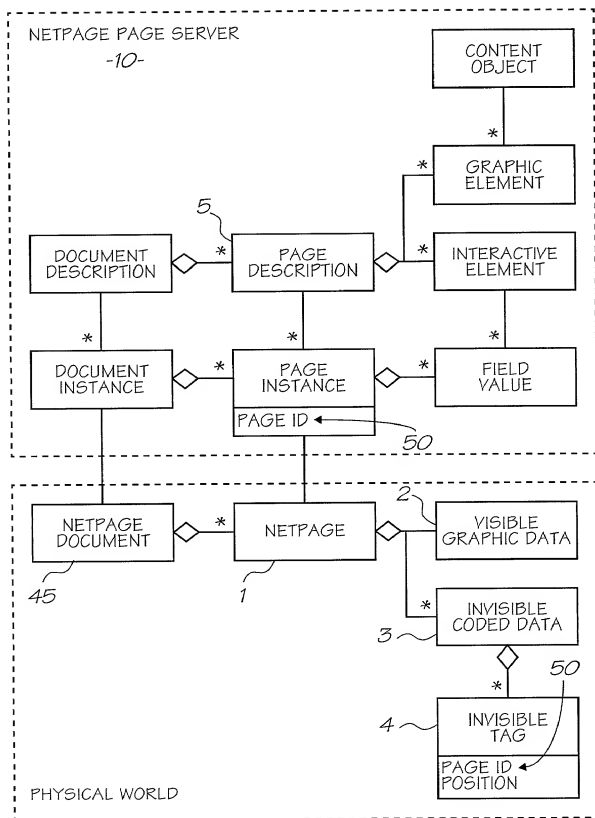 NETPAGE PAGE SERVER
-10-
CONTENT
OBJECT
*
*
GRAPHIC
ELEMENT
5
DOCUMENT
DESCRIPTION
*
PAGE
DESCRIPTION
*
INTERACTIVE
ELEMENT
*
*
*
DOCUMENT
INSTANCE
*
PAGE
INSTANCE
*
FIELD
VALUE
PAGE ID
50
NETPAGE
DOCUMENT
*
NETPAGE
2
VISIBLE
GRAPHIC DATA
45
1
*
3
INVISIBLE
CODED DATA
*
50
4
INVISIBLE
TAG
PAGE ID
POSITION
PHYSICAL WORLD